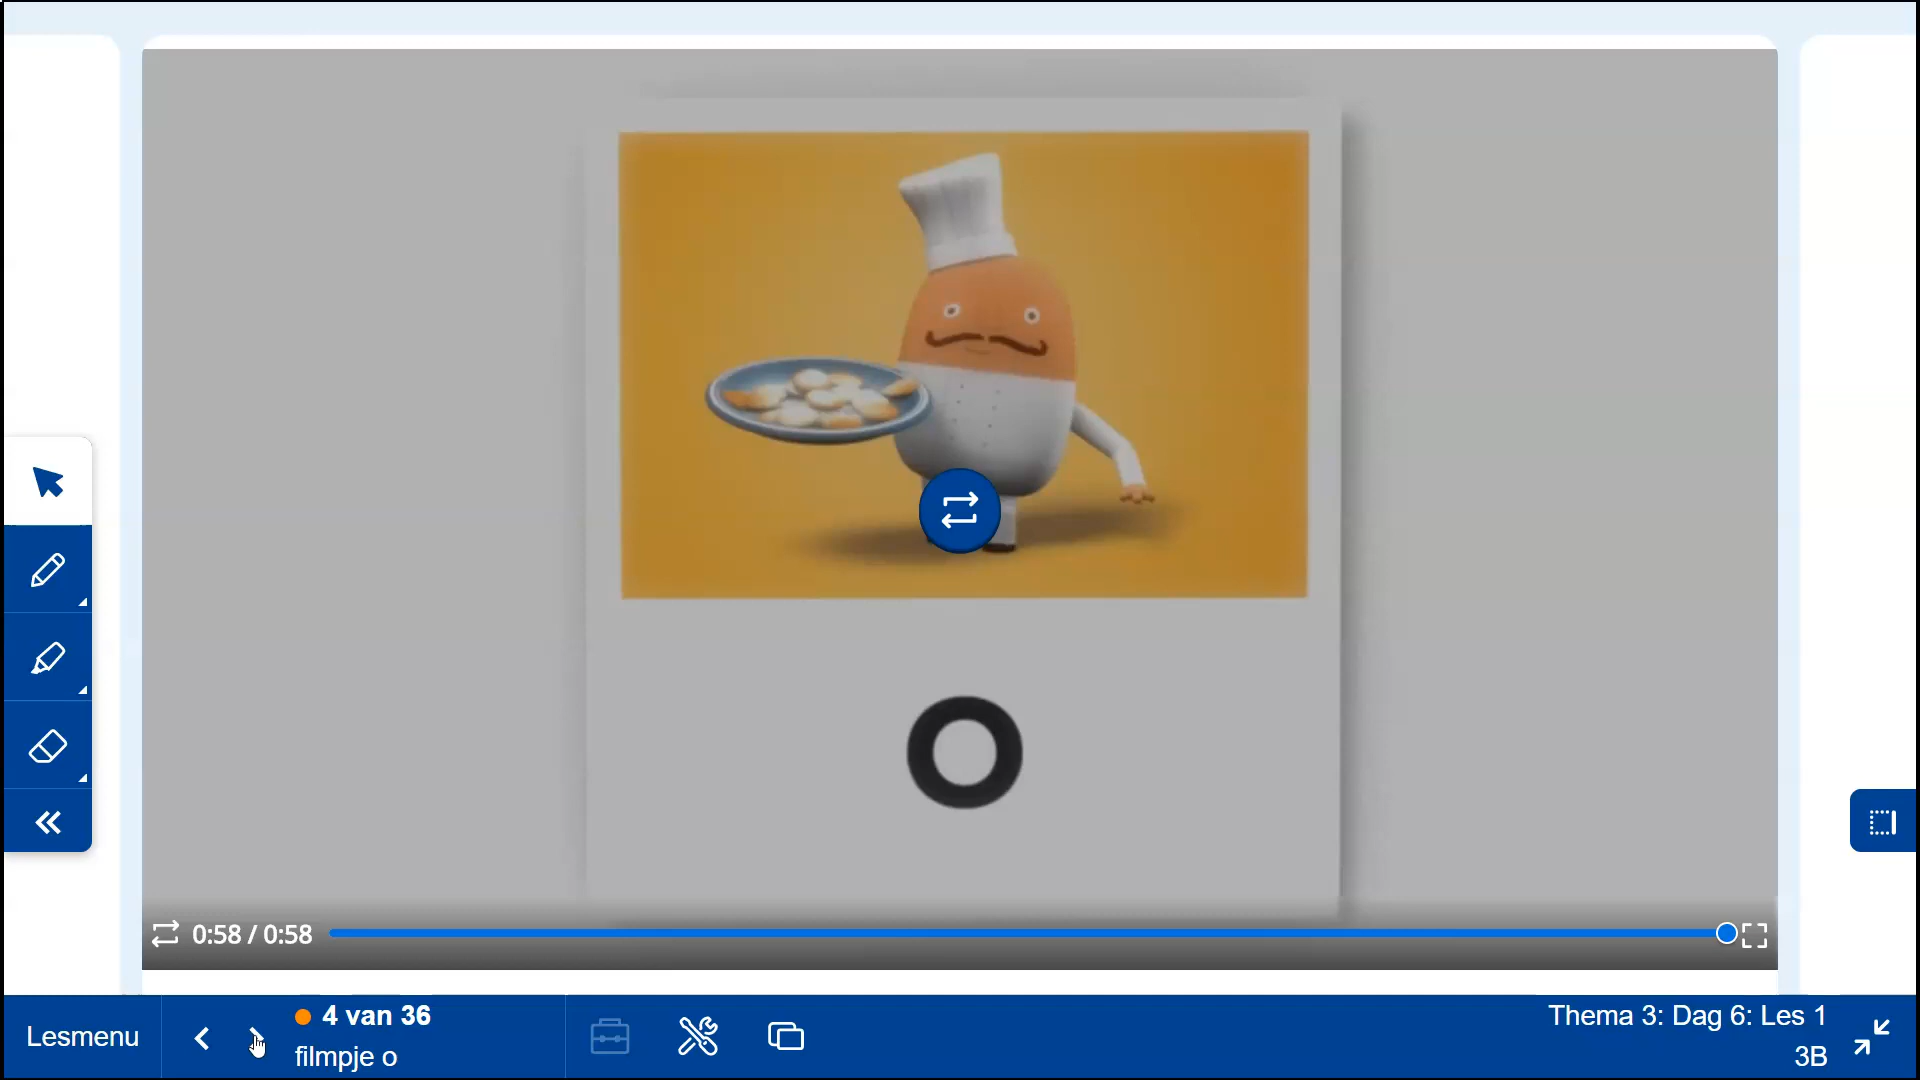 o
0:58 / 0:58
Lesmenu
4 van 36
filmpje o
Thema 3: Dag 6: Les 1
3B